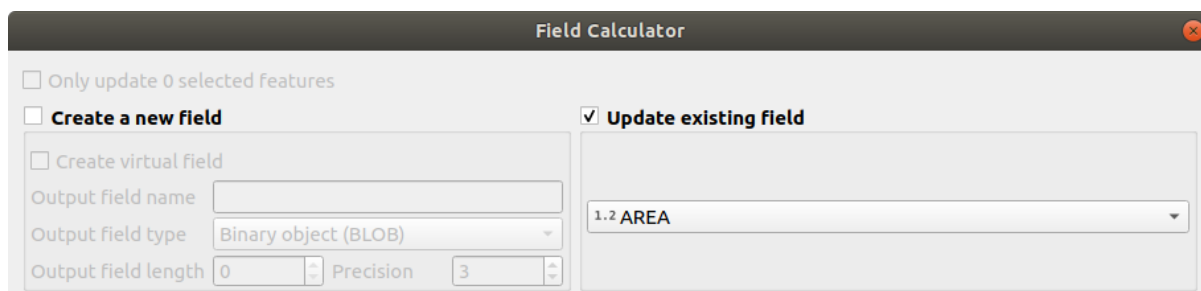 Field Calculator
Only update 0 selected features
Create a new field
Update existing field
Create virtual field
Output field name
1.2 AREA
Output field type Binary object (BLOB)
Output field length 0 Precision 3